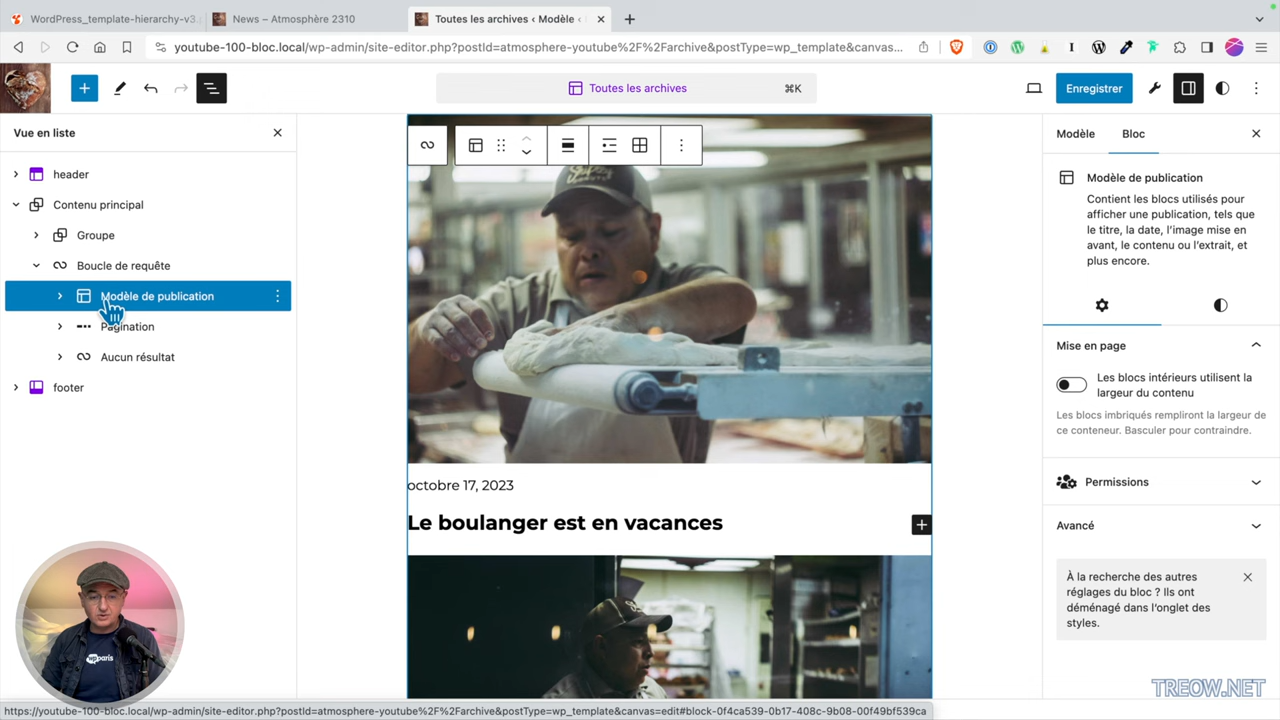 WordPress_template-hierarchy-v3.
News – Atmosphère 2310
Toutes les archives ‹ Modèle ‹
youtube-100-bloc.local/wp-admin/site-editor.php?postId=atmosphere-youtube%2F%2Farchive&postType=wp_template&canvas...
Toutes les archives
⌘K
Enregistrer
Vue en liste
Modèle
Bloc
header
Contenu principal
Groupe
Boucle de requête
Modèle de publication
Pagination
Aucun résultat
footer
octobre 17, 2023
Le boulanger est en vacances
Modèle de publication
Contient les blocs utilisés pour
afficher une publication, tels que
le titre, la date, l'image mise en
avant, le contenu ou l'extrait, et
plus encore.
Mise en page
Les blocs intérieurs utilisent la
largeur du contenu
Les blocs imbriqués rempliront la largeur de
ce conteneur. Basculer pour contraindre.
Permissions
Avancé
À la recherche des autres
réglages du bloc ? Ils ont
déménagé dans l'onglet des
styles.
wpparis
TREOW.NET
https://youtube-100-bloc.local/wp-admin/site-editor.php?postId=atmosphere-youtube%2F%2Farchive&postType=wp_template&canvas=edit#block-0f4ca539-0b17-408c-9b08-00f49bf539ca